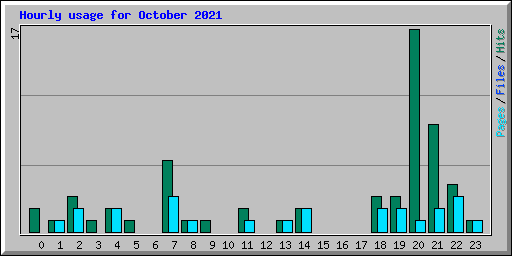 Hourly usage for October 2021
17
Pages / Files / Hits
0 1 2 3 4 5 6 7 8 9 10 11 12 13 14 15 16 17 18 19 20 21 22 23